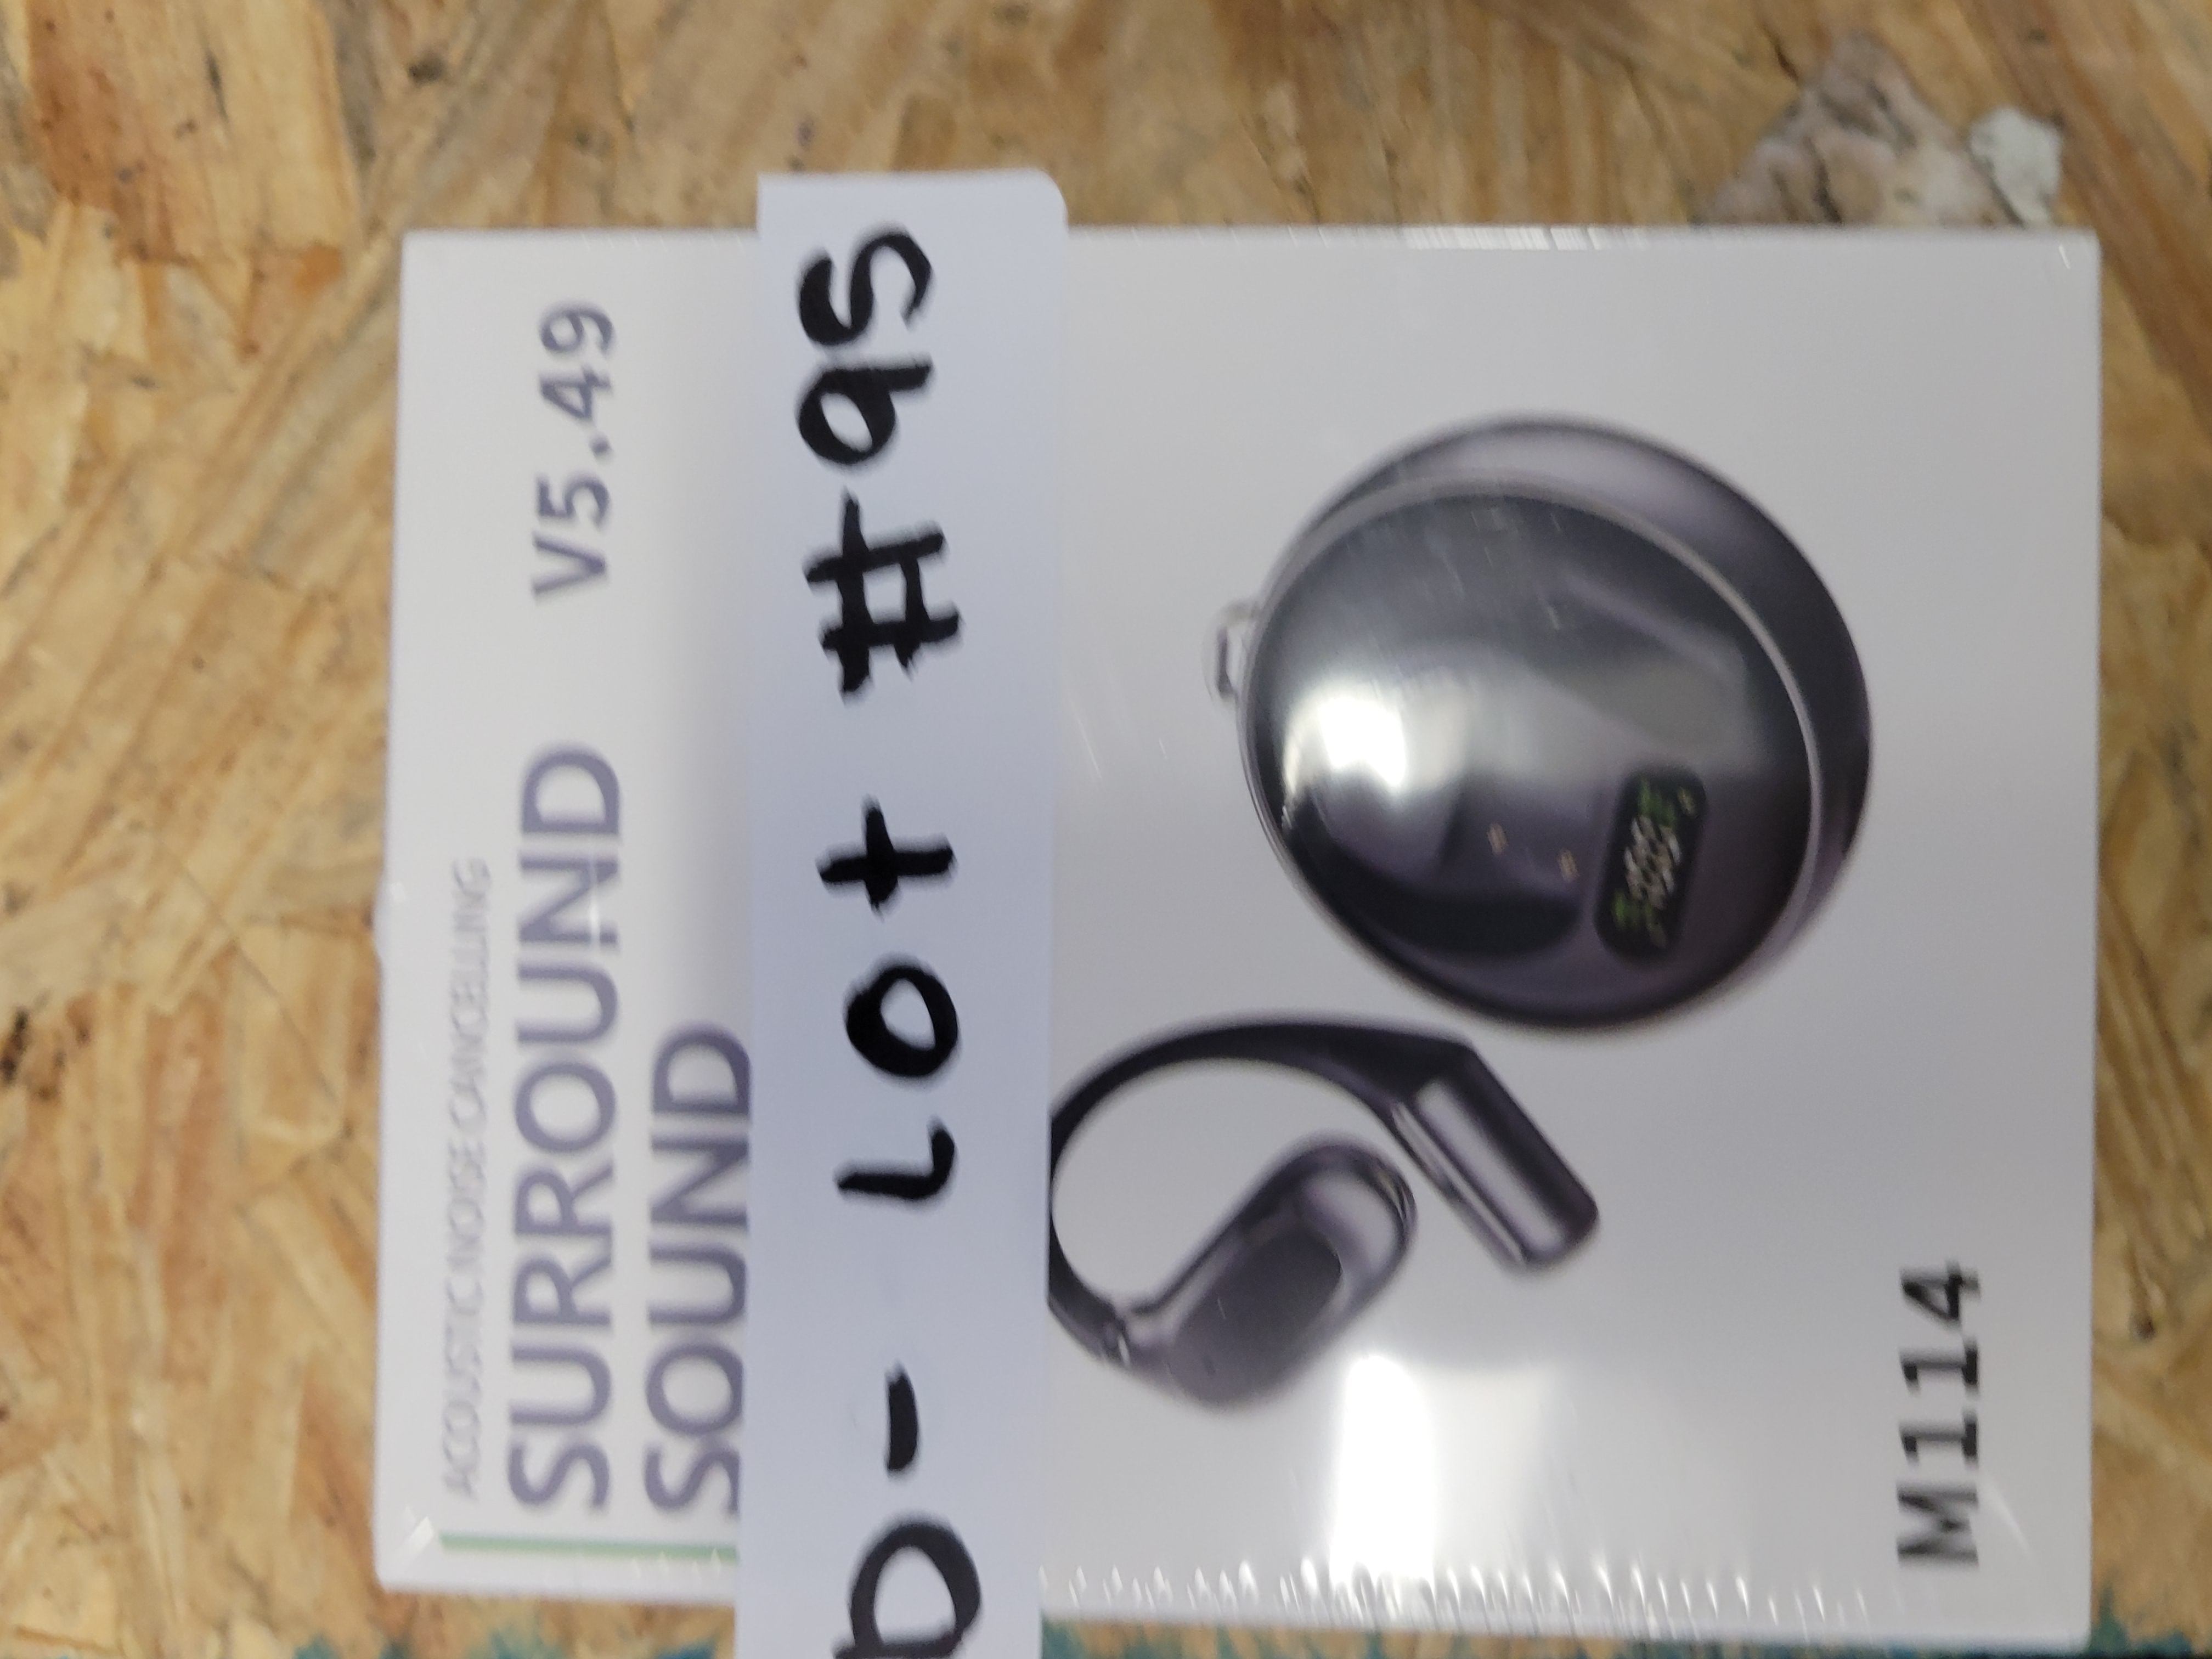 ACOUSTIC NOISE CANCELLING
SURROUND V5.49
SOUND
D- LOt #95
M114